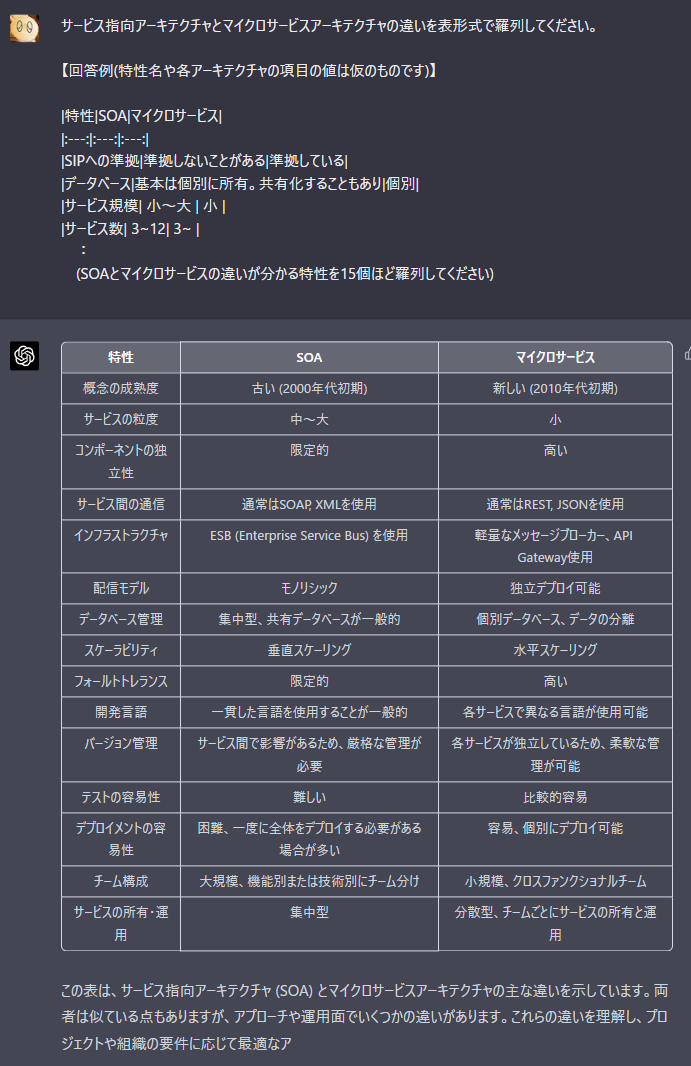 サービス指向アーキテクチャとマイクロサービスアーキテクチャの違いを表形式で羅列してください。
【回答例(特性名や各アーキテクチャの項目の値は仮のものです)】
|特性|SOA|マイクロサービス|
|:---:|:---:|:---:|
|SIPへの準拠|準拠しないことがある|準拠している|
|データベース|基本は個別に所有。共有化することもあり|個別|
|サービス規模| 小～大 | 小 |
|サービス数| 3~12| 3~ |
：
(SOAとマイクロサービスの違いが分かる特性を15個ほど羅列してください)
特性 SOA マイクロサービス
概念の成熟度 古い (2000年代初期) 新しい (2010年代初期)
サービスの粒度 中～大 小
コンポーネントの独 限定的 高い
立性
サービス間の通信 通常はSOAP, XMLを使用 通常はREST, JSONを使用
インフラストラクチャ ESB (Enterprise Service Bus) を使用 軽量なメッセージブローカー、API
Gateway使用
配信モデル モノリシック 独立デプロイ可能
データベース管理 集中型、共有データベースが一般的 個別データベース、データの分離
スケーラビリティ 垂直スケーリング 水平スケーリング
フォールトトレランス 限定的 高い
開発言語 一貫した言語を使用することが一般的 各サービスで異なる言語が使用可能
バージョン管理 サービス間で影響があるため、厳格な管理が 各サービスが独立しているため、柔軟な管
必要 理が可能
テストの容易性 難しい 比較的容易
デプロイメントの容 困難、一度に全体をデプロイする必要がある 容易、個別にデプロイ可能
易性 場合が多い
チーム構成 大規模、機能別または技術別にチーム分け 小規模、クロスファンクショナルチーム
サービスの所有・運 集中型 分散型、チームごとにサービスの所有と運
用 用
この表は、サービス指向アーキテクチャ (SOA) とマイクロサービスアーキテクチャの主な違いを示しています。両
者は似ている点もありますが、アプローチや運用面でいくつかの違いがあります。これらの違いを理解し、プロ
ジェクトや組織の要件に応じて最適なア